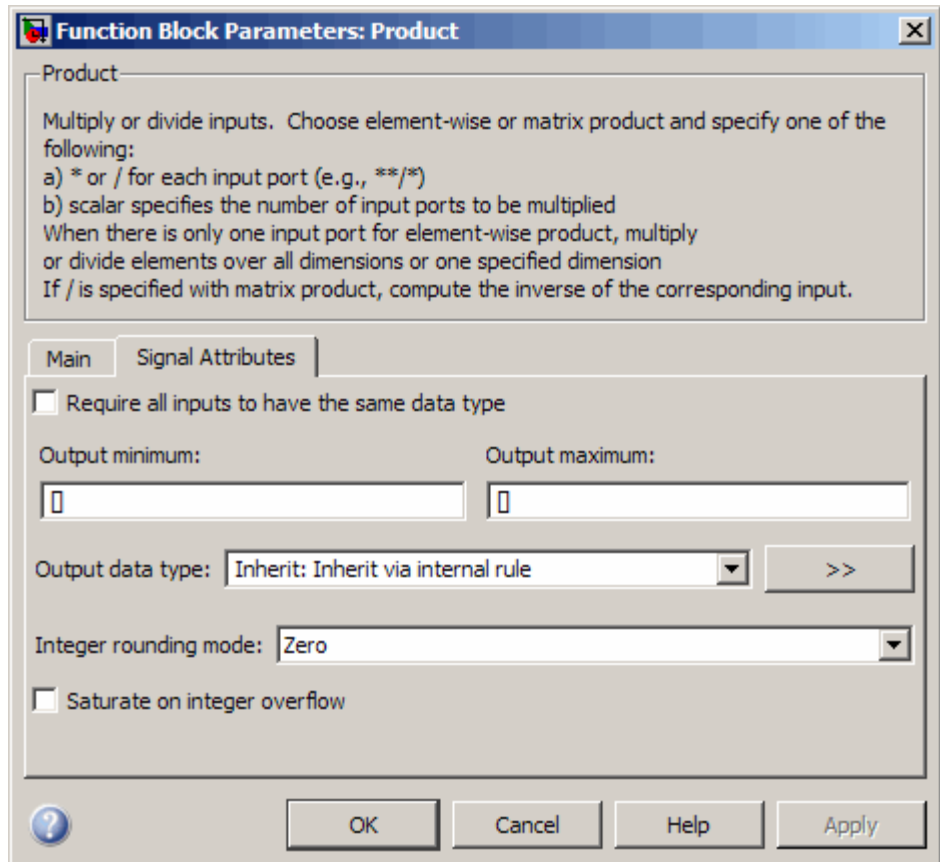 Function Block Parameters: Product
Product
Multiply or divide inputs.  Choose element-wise or matrix product and specify one of the
following:
a) * or / for each input port (e.g., **/*)
b) scalar specifies the number of input ports to be multiplied
When there is only one input port for element-wise product, multiply
or divide elements over all dimensions or one specified dimension
If / is specified with matrix product, compute the inverse of the corresponding input.
Main Signal Attributes
Require all inputs to have the same data type
Output minimum: Output maximum:
[] []
Output data type: Inherit: Inherit via internal rule >>
Integer rounding mode: Zero
Saturate on integer overflow
? OK Cancel Help Apply